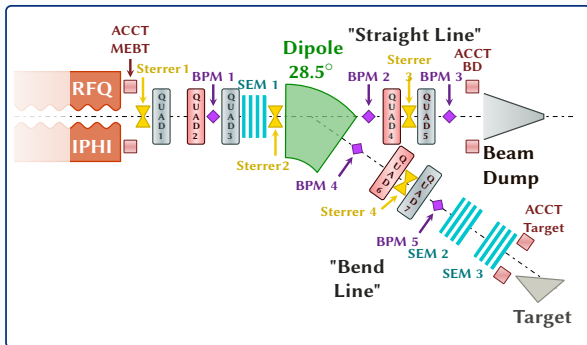 ACCT
MEBT
Sterrer 1
BPM 1
SEM 1
Dipole
28.5°
"Straight Line"
Sterrer
3
BPM 2
BPM 3
ACCT
BD
RFQ
IPHI
QUAD1
QUAD2
QUAD3
QUAD4
QUAD5
Sterrer2
BPM 4
QUAD6
QUAD7
Sterrer 4
BPM 5
Beam
Dump
SEM 2
SEM 3
ACCT
Target
"Bend
Line"
Target